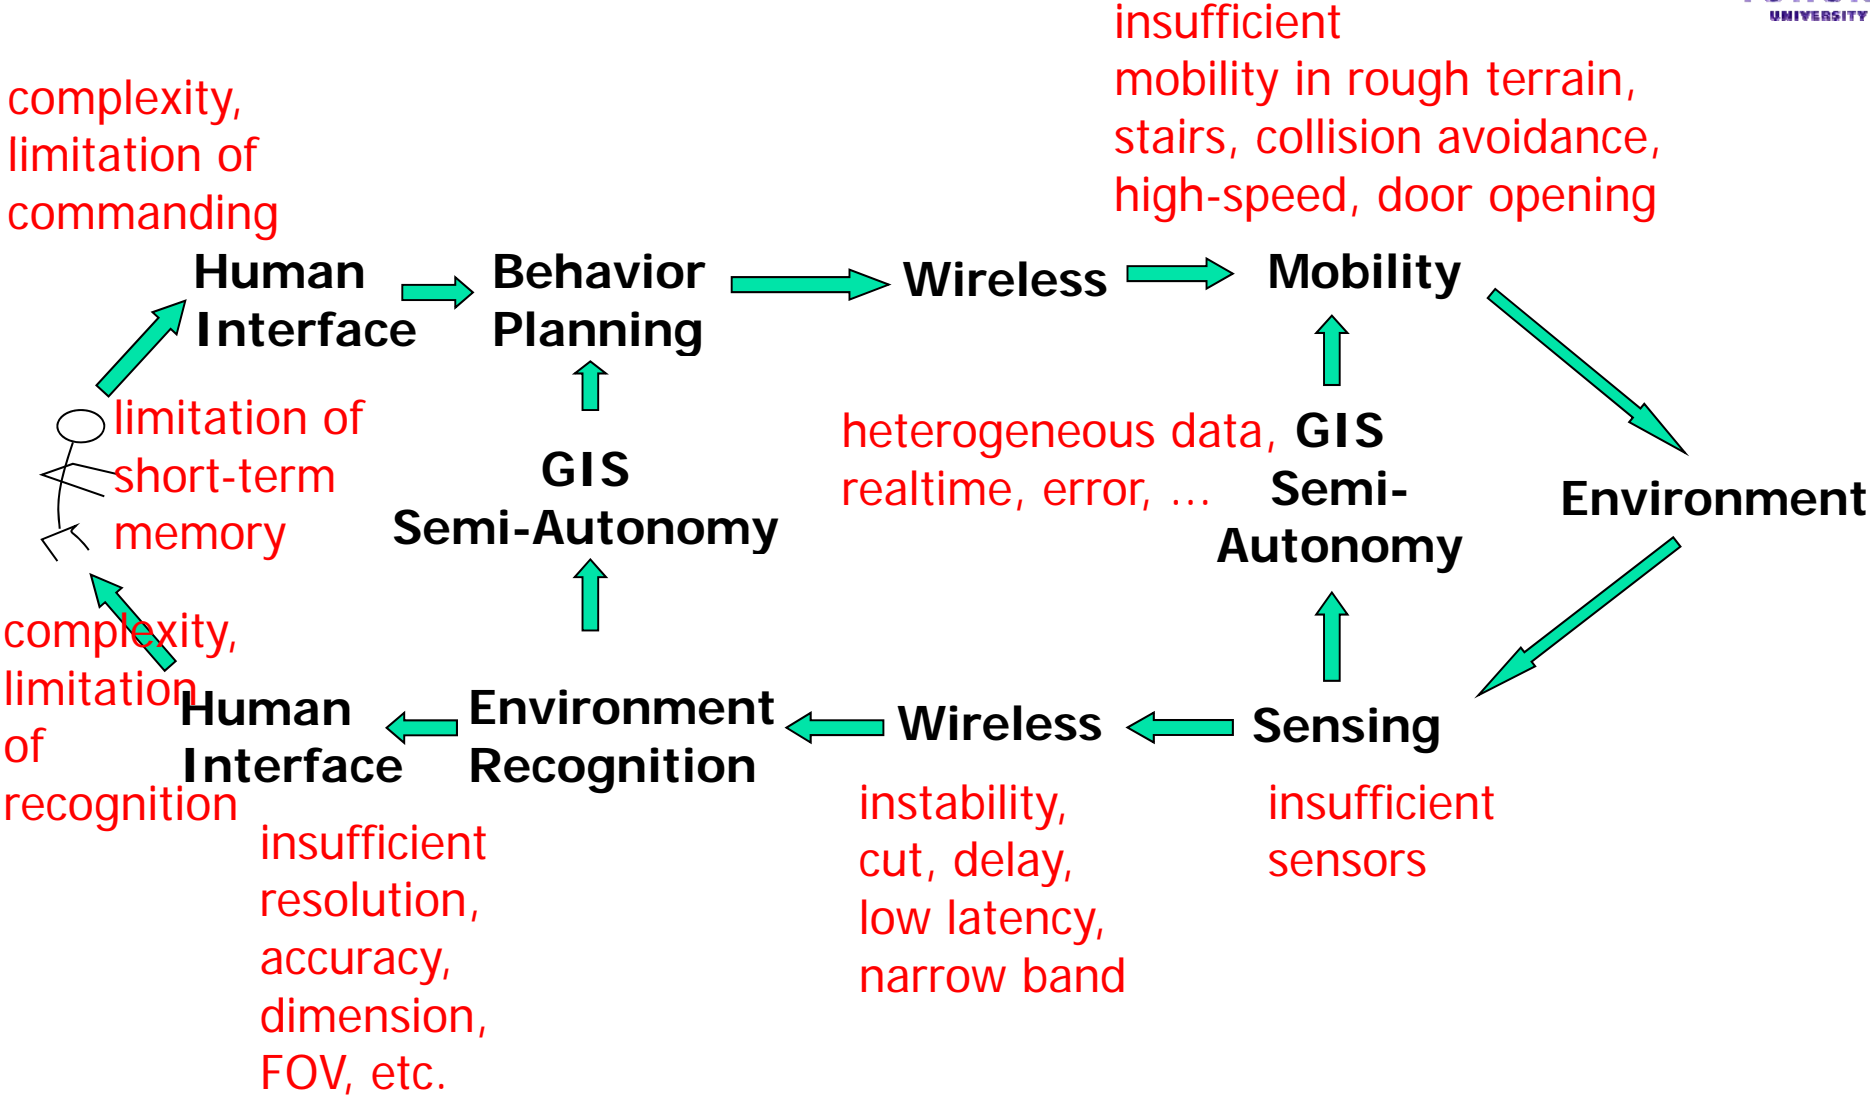 UNIVERSITY
insufficient
mobility in rough terrain,
stairs, collision avoidance,
high-speed, door opening
complexity,
limitation of
commanding
Human
Interface
Behavior
Planning
Wireless
Mobility
limitation of
short-term
memory
GIS
Semi-Autonomy
heterogeneous data,
realtime, error, ...
GIS
Semi-
Autonomy
Environment
complexity,
limitation
of
recognition
Human
Interface
Environment
Recognition
Wireless
Sensing
insufficient
resolution,
accuracy,
dimension,
FOV, etc.
instability,
cut, delay,
low latency,
narrow band
insufficient
sensors